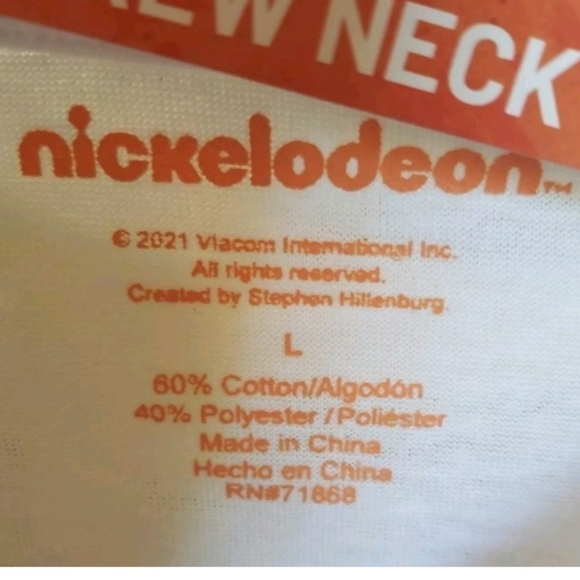 EW NECK
nickelodeon™
© 2021 Viacom International Inc.
All rights reserved.
Created by Stephen Hillenburg.
L
60% Cotton/Algodón
40% Polyester / Poliéster
Made in China
Hecho en China
RN#71868